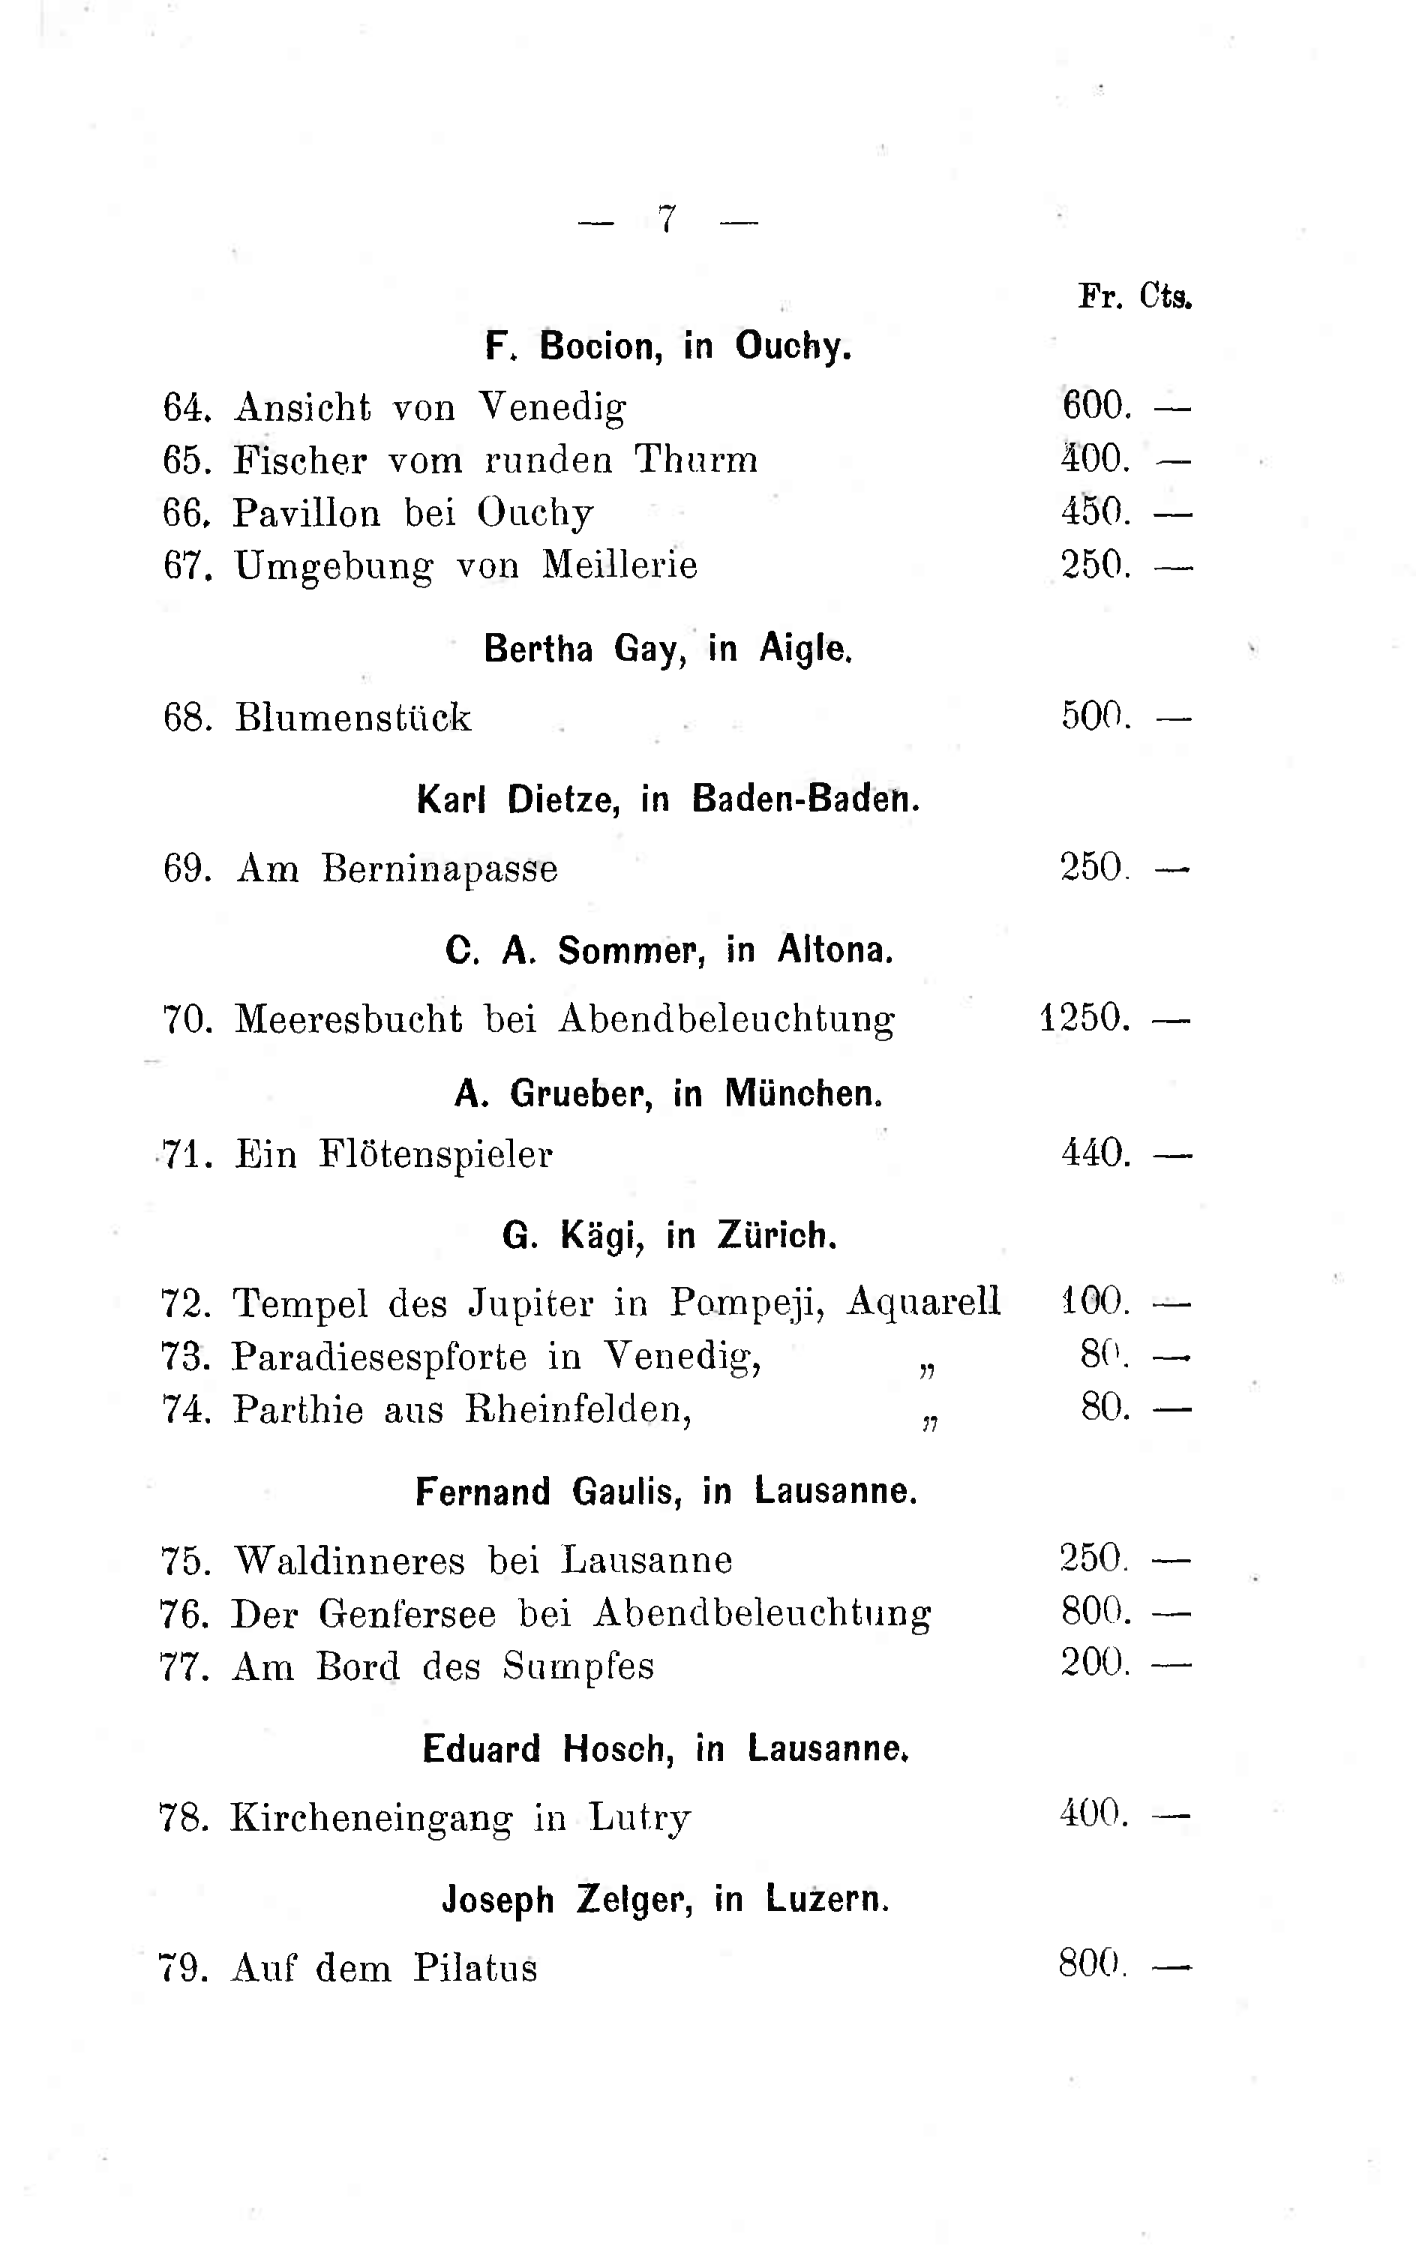 — 7 —
Fr. Cts.
F. Bocion, in Ouchy.
64. Ansicht von Venedig 600. —
65. Fischer vom runden Thurm 400. —
66. Pavillon bei Ouchy 450. —
67. Umgebung von Meillerie 250. —
Bertha Gay, in Aigle.
68. Blumenstück 500. —
Karl Dietze, in Baden-Baden.
69. Am Berninapasse 250. —
C. A. Sommer, in Altona.
70. Meeresbucht bei Abendbeleuchtung 1250. —
A. Grueber, in München.
71. Ein Flötenspieler 440. —
G. Kägi, in Zürich.
72. Tempel des Jupiter in Pompeji, Aquarell 100. —
73. Paradiesespforte in Venedig, „ 80. —
74. Parthie aus Rheinfelden, „ 80. —
Fernand Gaulis, in Lausanne.
75. Waldinneres bei Lausanne 250. —
76. Der Genfersee bei Abendbeleuchtung 800. —
77. Am Bord des Sumpfes 200. —
Eduard Hosch, in Lausanne.
78. Kircheneingang in Lutry 400. —
Joseph Zelger, in Luzern.
79. Auf dem Pilatus 800. —